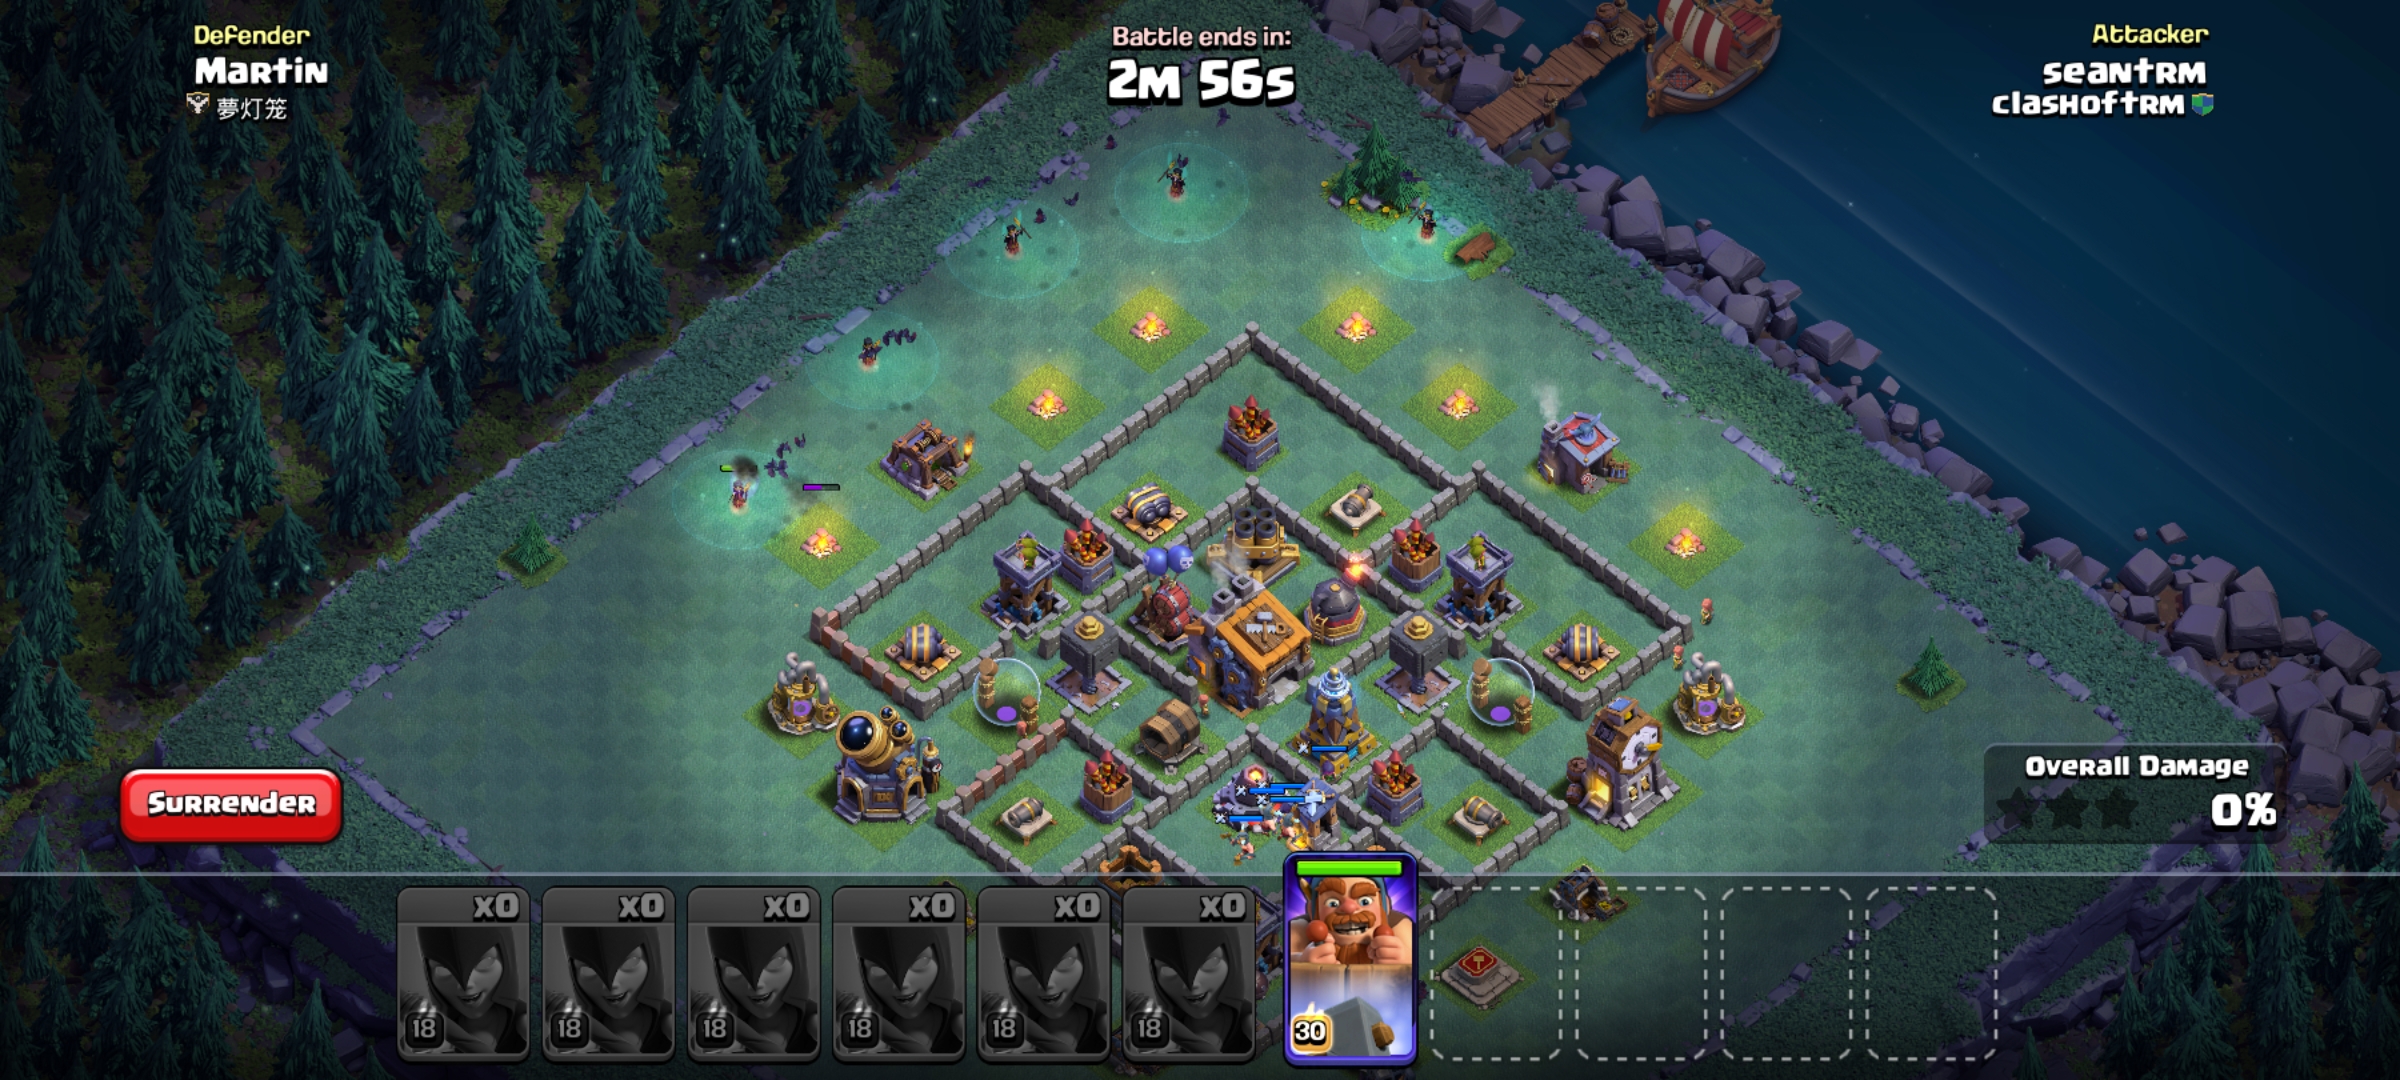 Defender
Martin
夢灯笼
Battle ends in:
2M 56s
Attacker
seantrm
clashoftrm
Surrender
Overall Damage
0%
x0
x0
x0
x0
x0
x0
18
18
18
18
18
18
30